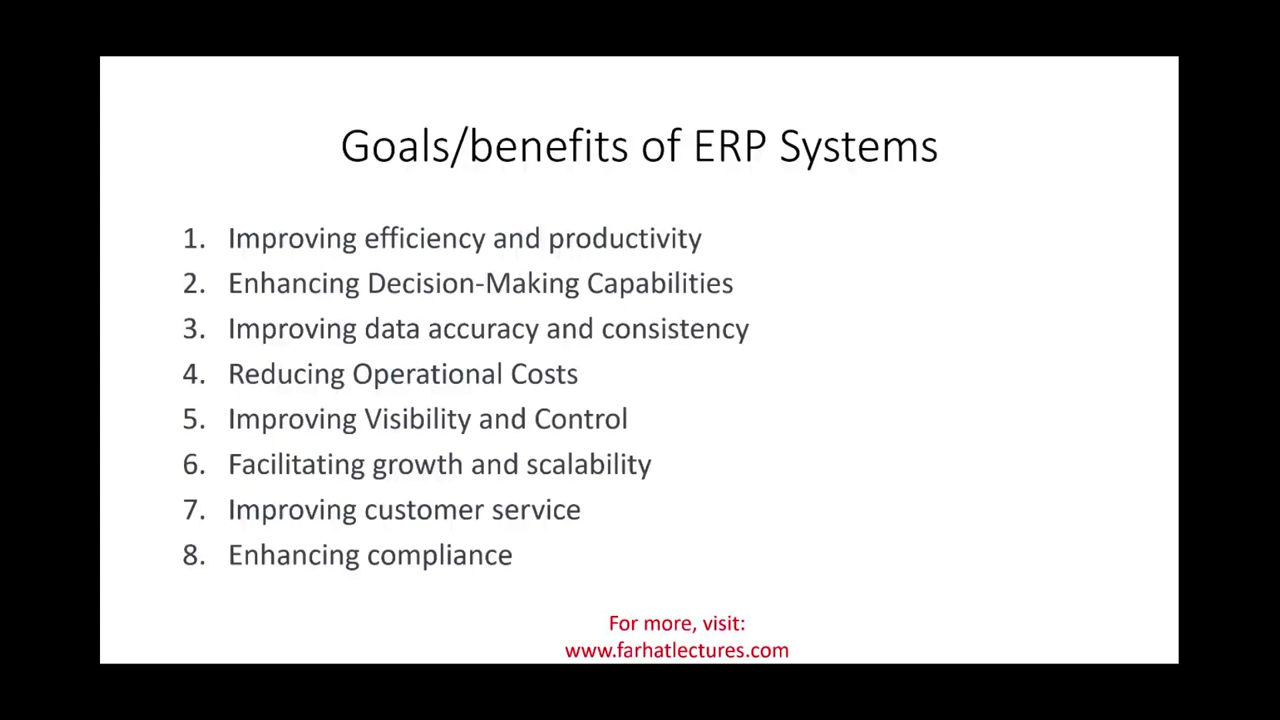 Goals/benefits of ERP Systems
1. Improving efficiency and productivity
2. Enhancing Decision-Making Capabilities
3. Improving data accuracy and consistency
4. Reducing Operational Costs
5. Improving Visibility and Control
6. Facilitating growth and scalability
7. Improving customer service
8. Enhancing compliance
For more, visit:
www.farhatlectures.com